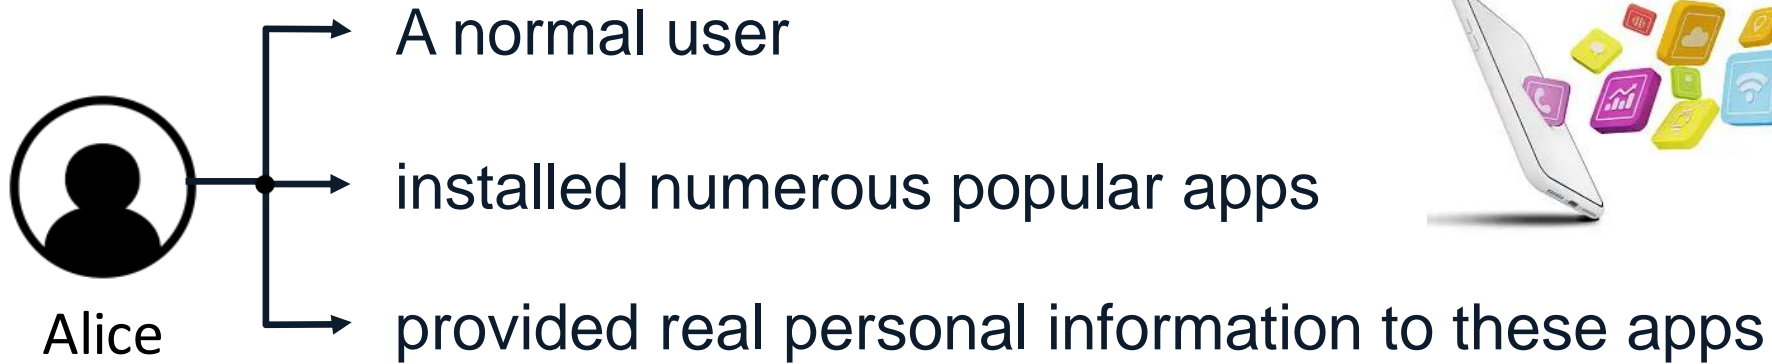 A normal user
installed numerous popular apps
Alice
provided real personal information to these apps